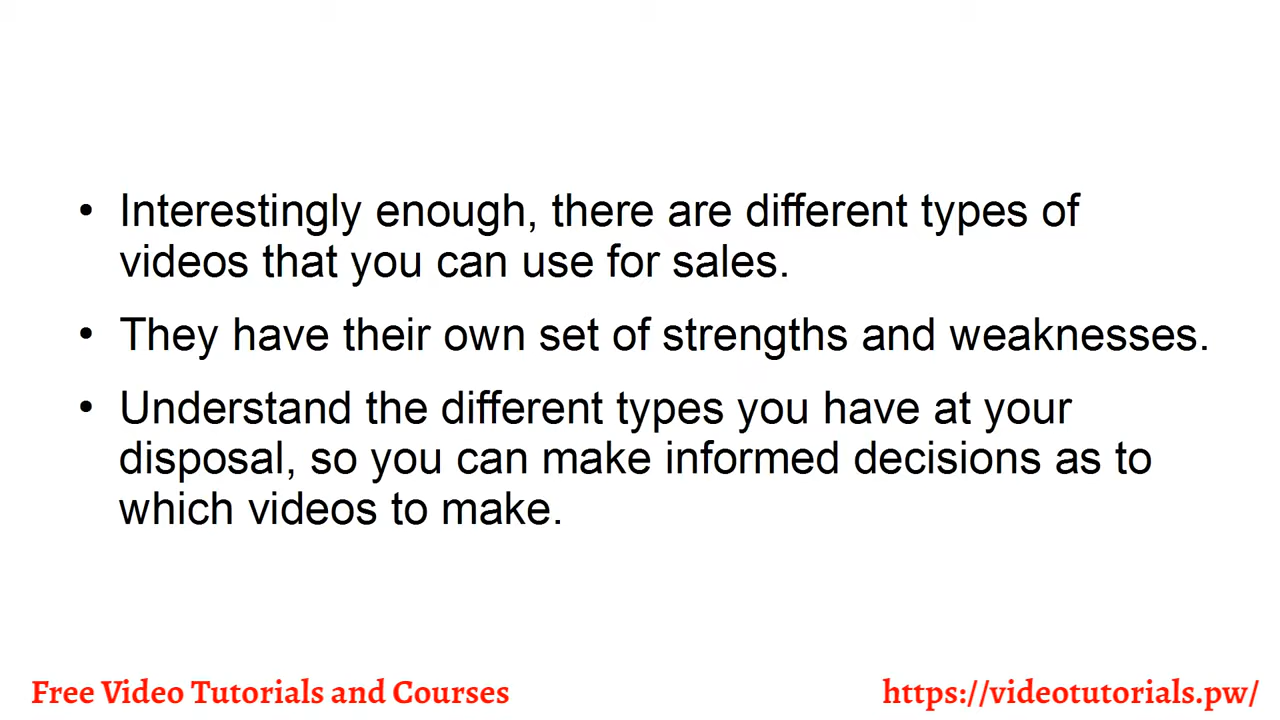 • Interestingly enough, there are different types of
videos that you can use for sales.
• They have their own set of strengths and weaknesses.
• Understand the different types you have at your
disposal, so you can make informed decisions as to
which videos to make.
Free Video Tutorials and Courses
https://videotutorials.pw/